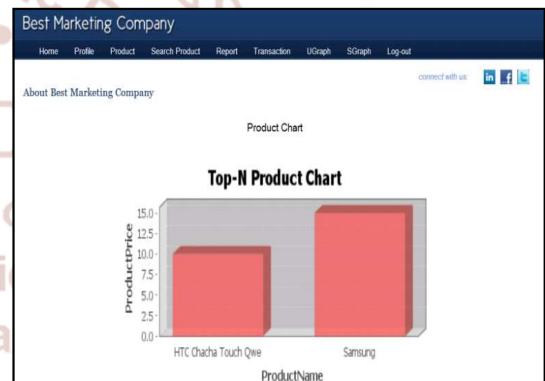 Best Marketing Company
Home Profile Product Search Product Report Transaction UGraph SGraph Log-out
connect with us:
About Best Marketing Company
Product Chart
Top-N Product Chart
ProductPrice
15.0
12.5
10.0
7.5
5.0
2.5
0.0
HTC Chacha Touch Qwe Samsung
ProductName